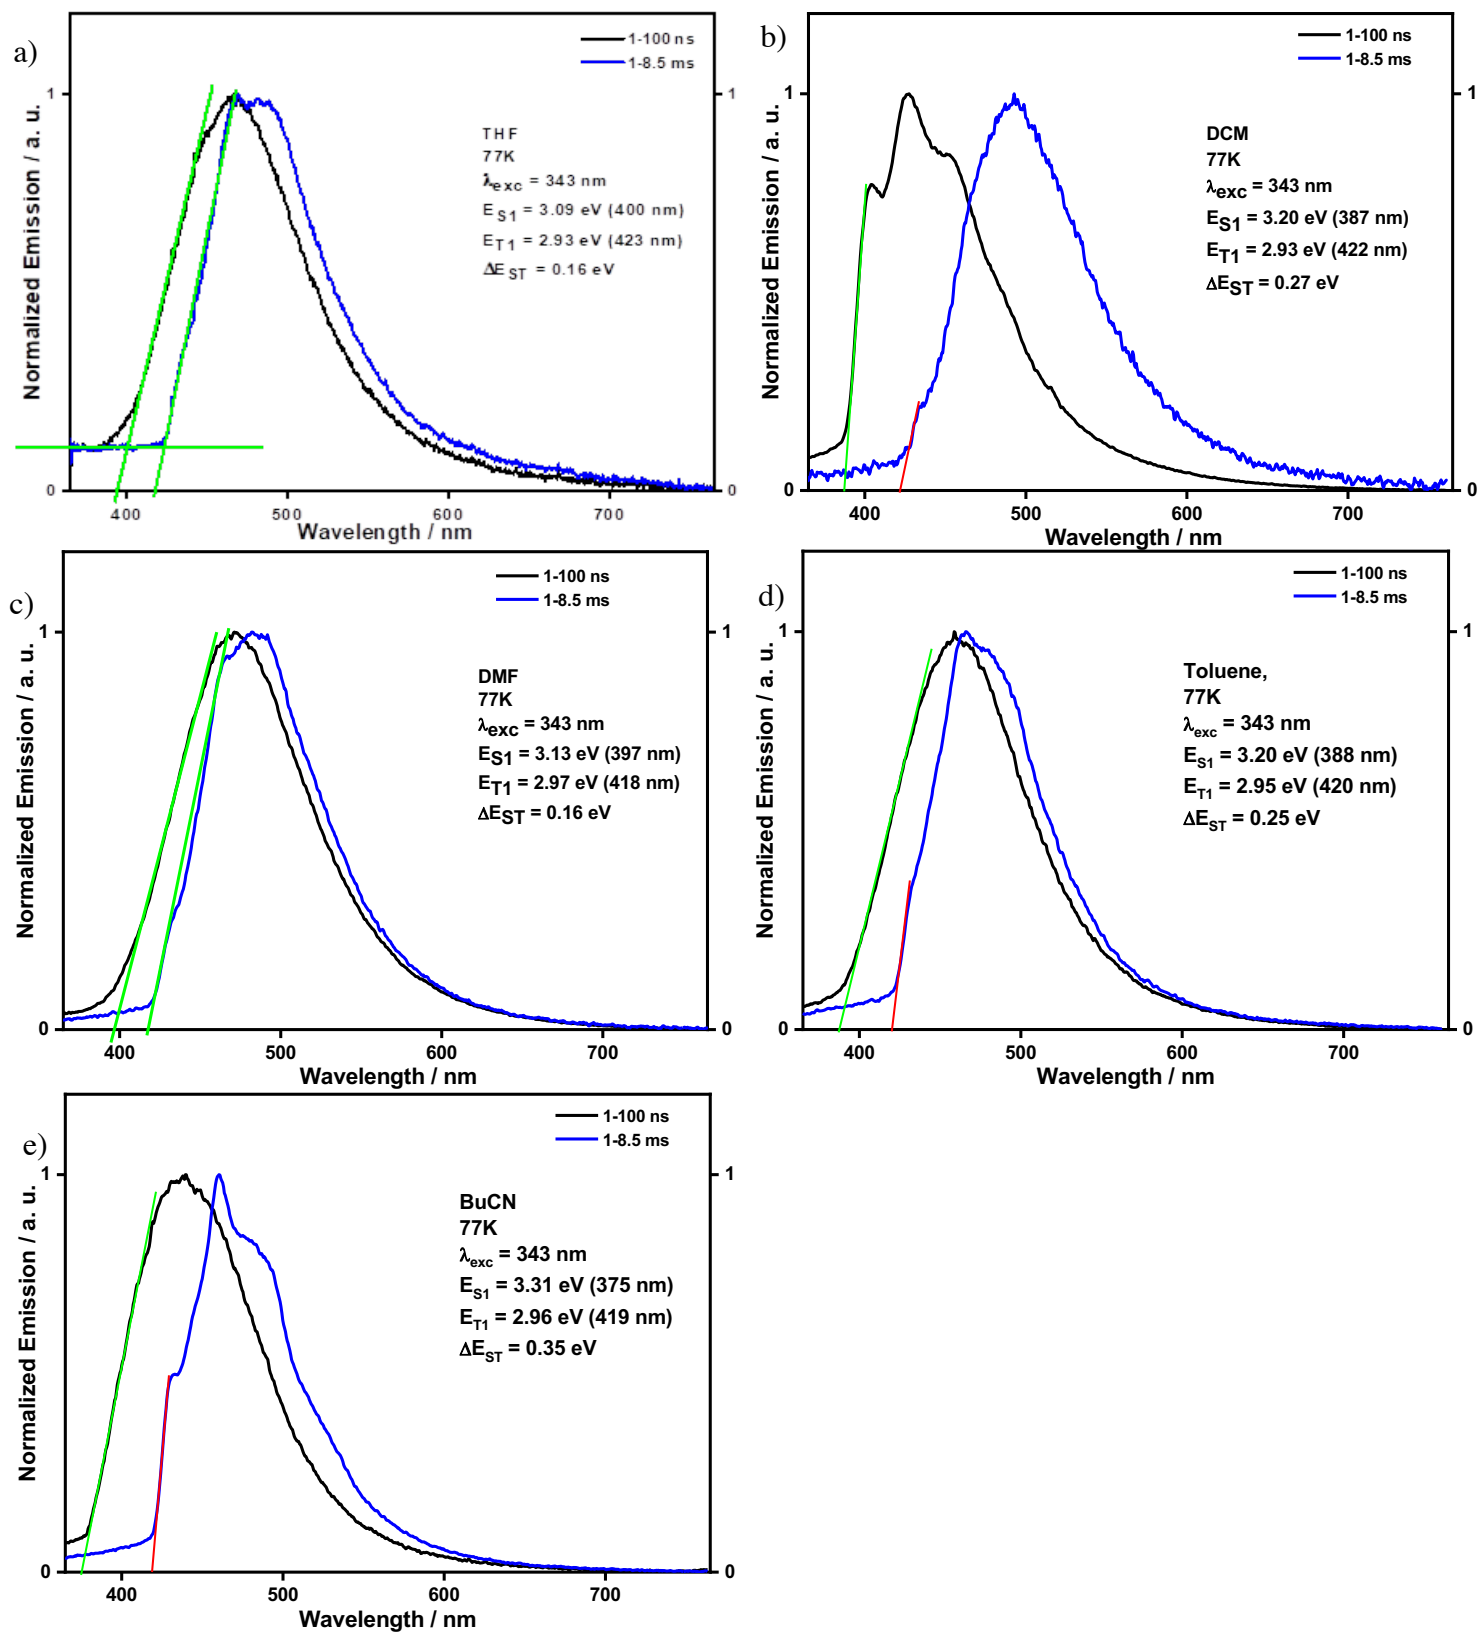 a)
1-100 ns
1-8.5 ms
1
1
THF
77K
λexc = 343 nm
ES1 = 3.09 eV (400 nm)
ET1 = 2.93 eV (423 nm)
ΔEST = 0.16 eV
Normalized Emission / a. u.
0
0
400
500
600
700
Wavelength / nm
b)
1-100 ns
1-8.5 ms
1
1
DCM
77K
λexc = 343 nm
ES1 = 3.20 eV (387 nm)
ET1 = 2.93 eV (422 nm)
ΔEST = 0.27 eV
Normalized Emission / a. u.
0
0
400
500
600
700
Wavelength / nm
c)
1-100 ns
1-8.5 ms
1
1
DMF
77K
λexc = 343 nm
ES1 = 3.13 eV (397 nm)
ET1 = 2.97 eV (418 nm)
ΔEST = 0.16 eV
Normalized Emission / a. u.
0
0
400
500
600
700
Wavelength / nm
d)
1-100 ns
1-8.5 ms
1
1
Toluene,
77K
λexc = 343 nm
ES1 = 3.20 eV (388 nm)
ET1 = 2.95 eV (420 nm)
ΔEST = 0.25 eV
Normalized Emission / a. u.
0
0
400
500
600
700
Wavelength / nm
e)
1-100 ns
1-8.5 ms
1
1
BuCN
77K
λexc = 343 nm
ES1 = 3.31 eV (375 nm)
ET1 = 2.96 eV (419 nm)
ΔEST = 0.35 eV
Normalized Emission / a. u.
0
0
400
500
600
700
Wavelength / nm